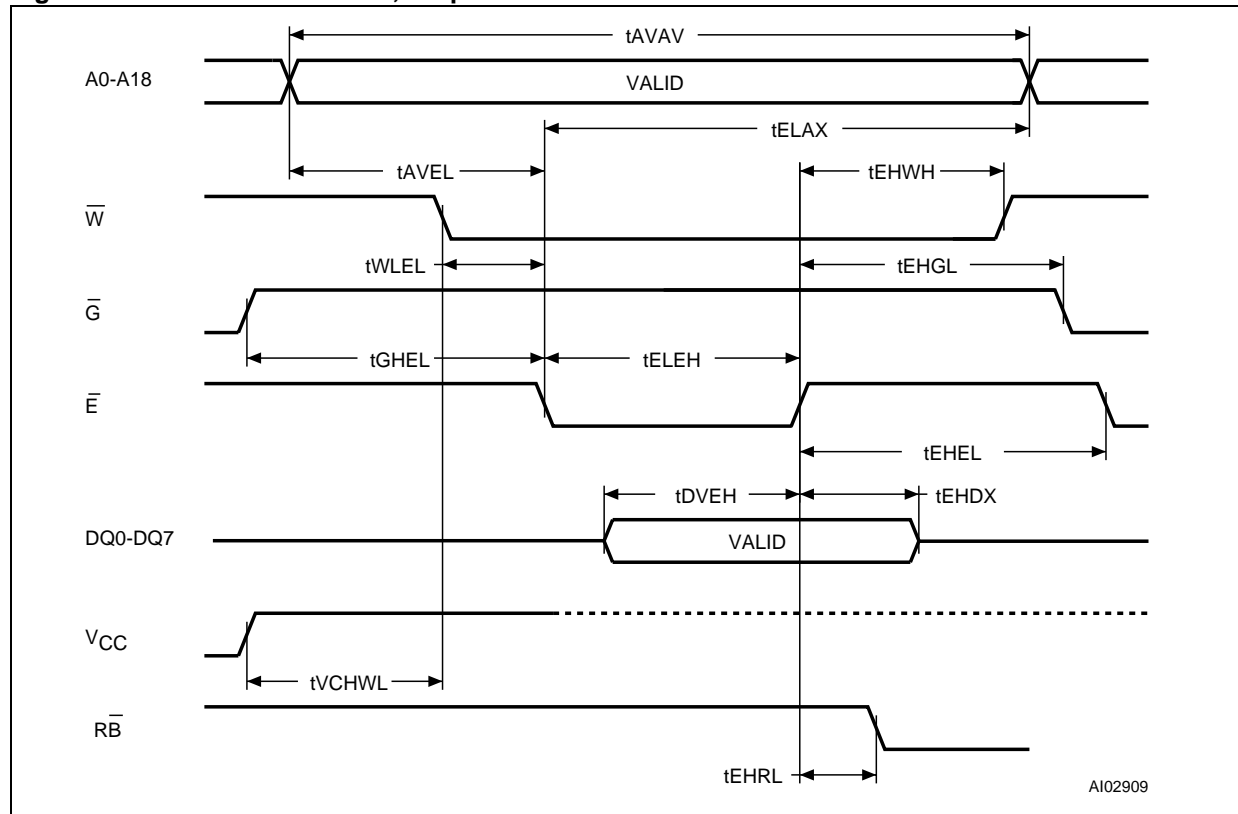 tAVAV
A0-A18
VALID
tELAX
tAVEL
tEHWH
W̅
tWLEL
tEHGL
G̅
tGHEL
tELEH
E̅
tEHEL
tDVEH
tEHDX
DQ0-DQ7
VALID
VCC
tVCHWL
RB̅
tEHRL
AI02909